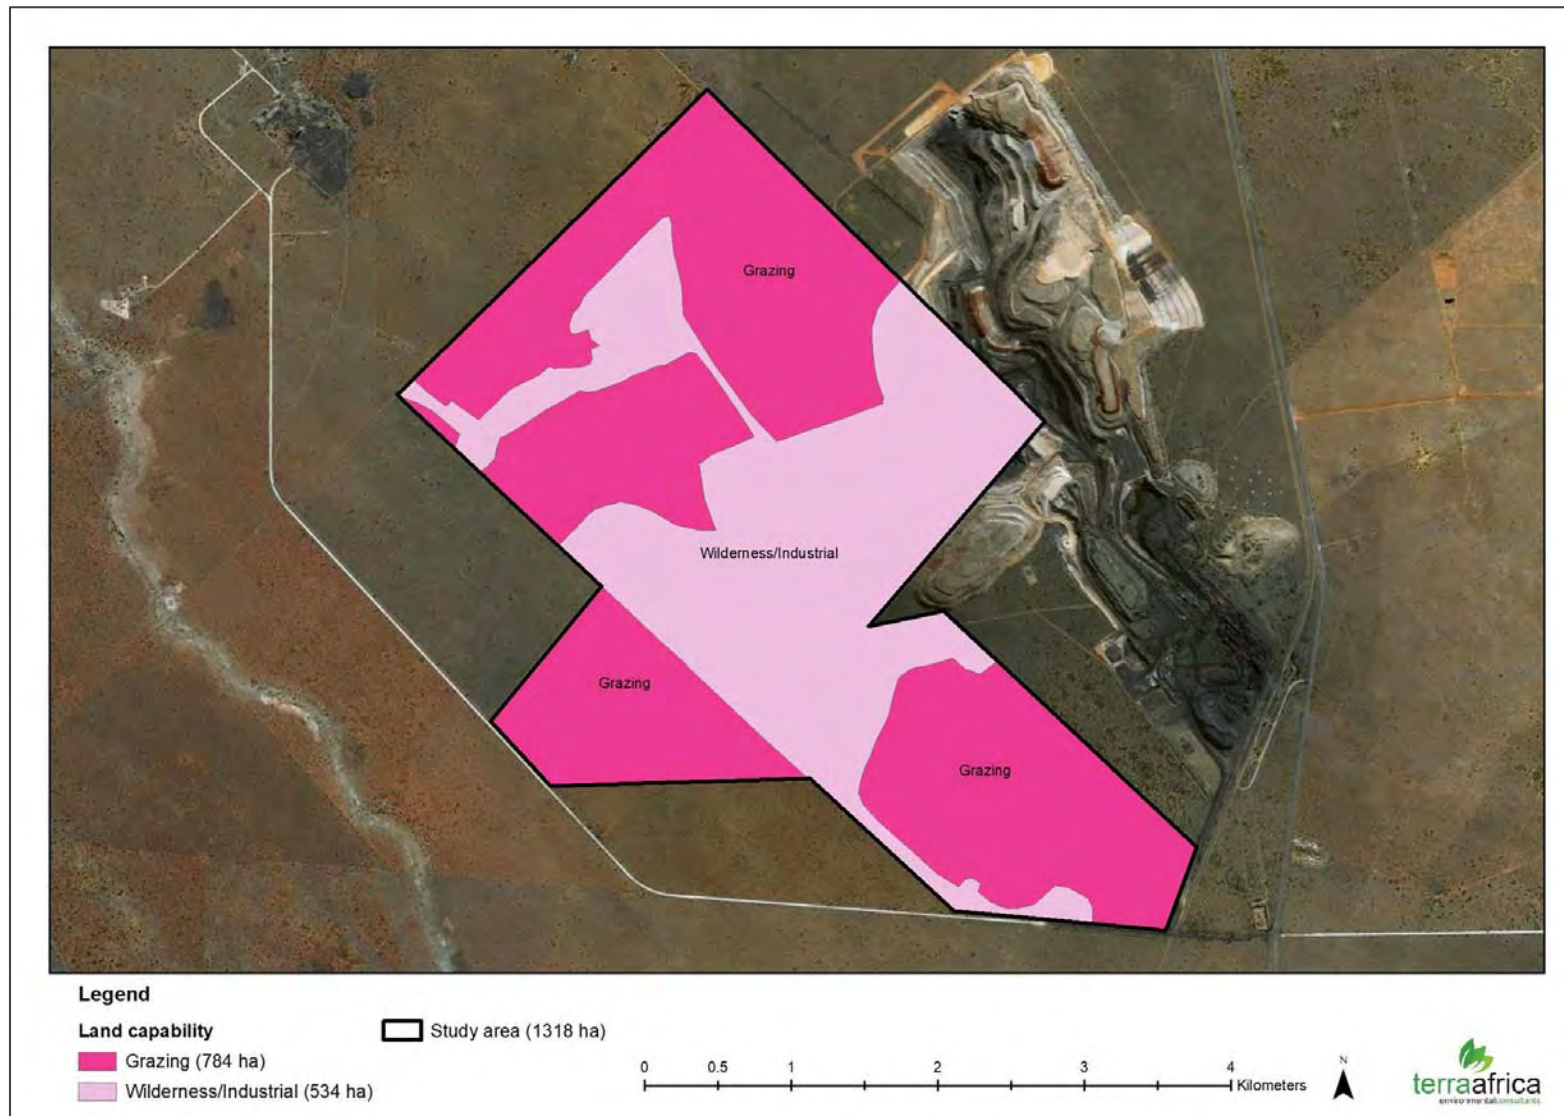 Grazing
Wilderness/Industrial
Grazing
Grazing
Legend
Land capability
Study area (1318 ha)
Grazing (784 ha)
Wilderness/Industrial (534 ha)
0 0.5 1 2 3 4
Kilometers
N
terraafrica
environmentalconsultants